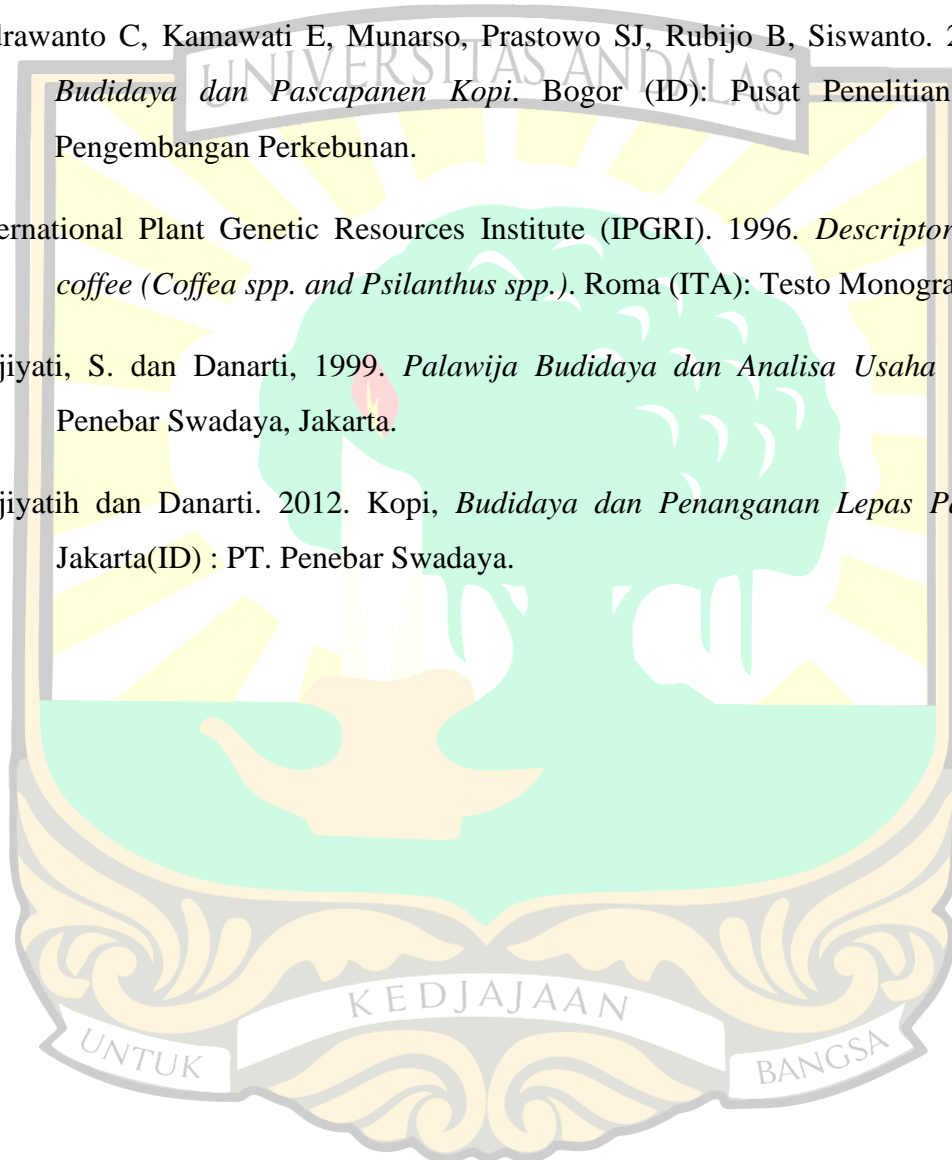 drawanto C, Kamawati E, Munarso, Prastowo SJ, Rubijo B, Siswanto. 2
UNIVERSITAS ANDALAS
Budidaya dan Pascapanen Kopi. Bogor (ID): Pusat Penelitian
Pengembangan Perkebunan.
ernational Plant Genetic Resources Institute (IPGRI). 1996. Descriptor
coffee (Coffea spp. and Psilanthus spp.). Roma (ITA): Testo Monogra
jiyati, S. dan Danarti, 1999. Palawija Budidaya dan Analisa Usaha
Penebar Swadaya, Jakarta.
jiyatih dan Danarti. 2012. Kopi, Budidaya dan Penanganan Lepas Pa
Jakarta(ID) : PT. Penebar Swadaya.
KEDJAJAAN
UNTUK
BANGSA